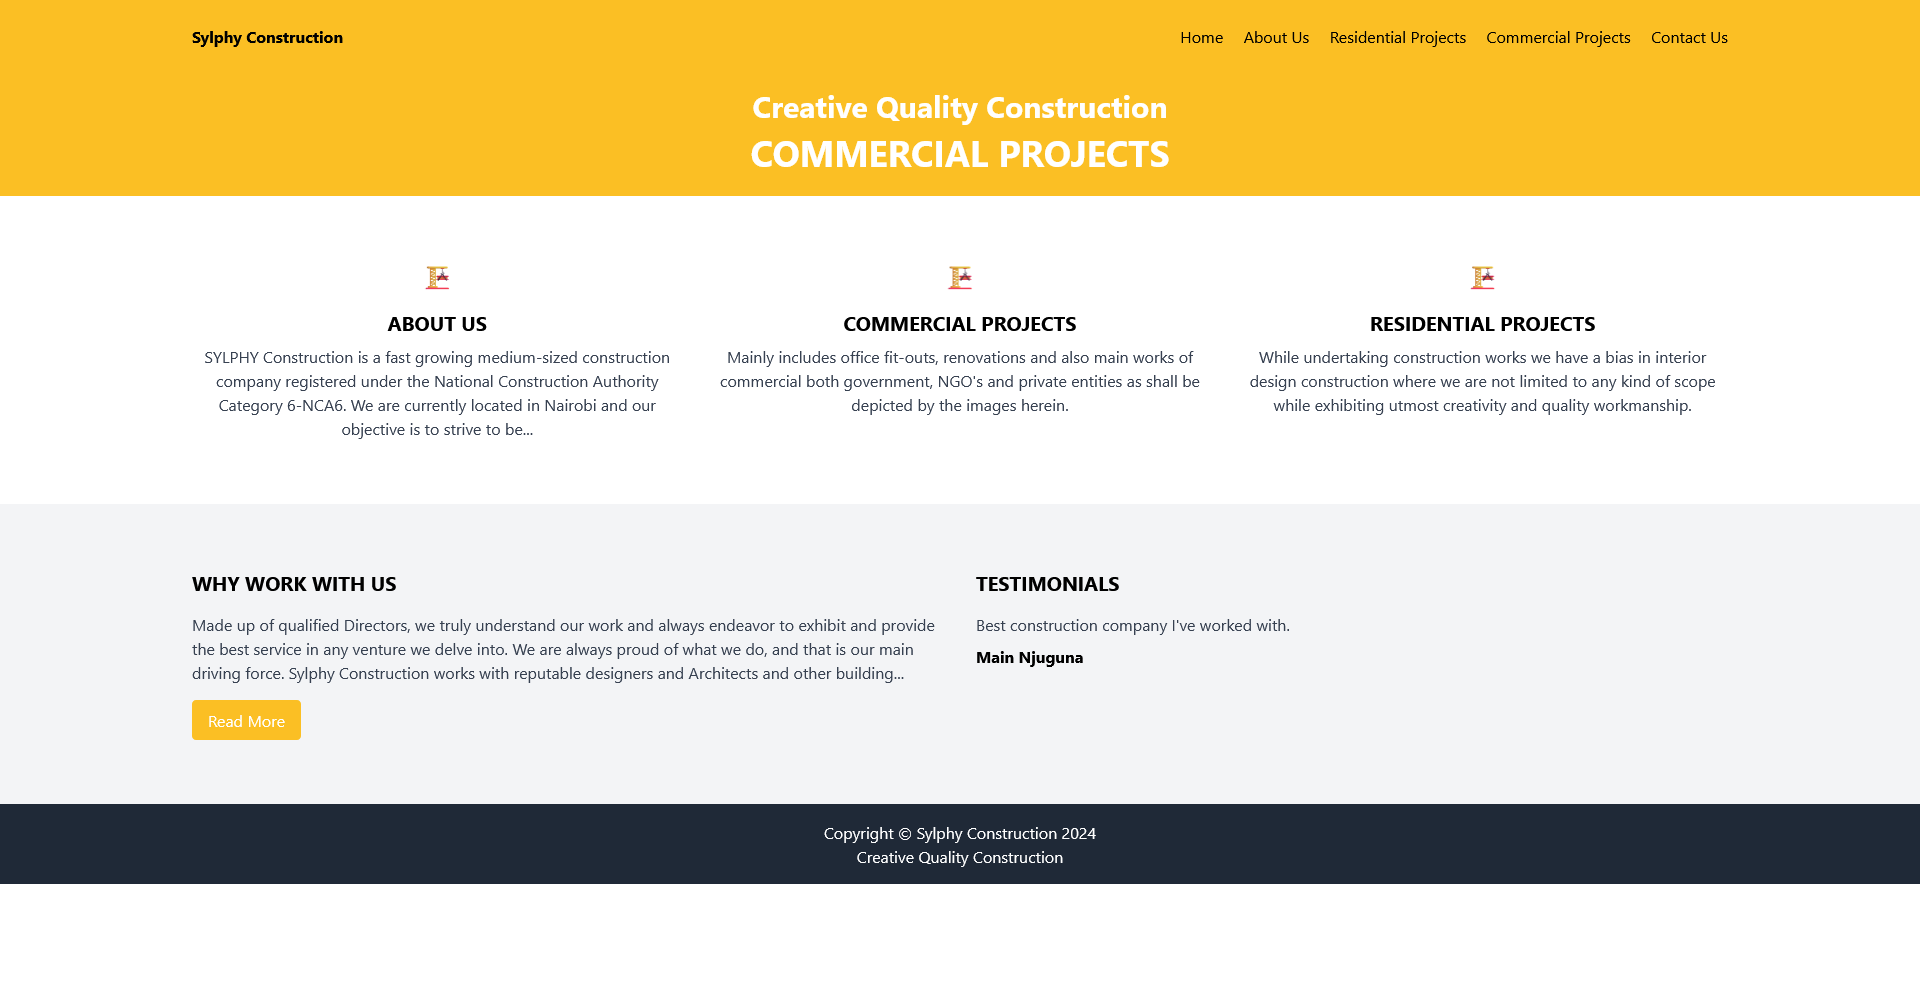 Sylphy Construction
Home About Us Residential Projects Commercial Projects Contact Us
Creative Quality Construction
COMMERCIAL PROJECTS
ABOUT US
SYLPHY Construction is a fast growing medium-sized construction
company registered under the National Construction Authority
Category 6-NCA6. We are currently located in Nairobi and our
objective is to strive to be...
COMMERCIAL PROJECTS
Mainly includes office fit-outs, renovations and also main works of
commercial both government, NGO's and private entities as shall be
depicted by the images herein.
RESIDENTIAL PROJECTS
While undertaking construction works we have a bias in interior
design construction where we are not limited to any kind of scope
while exhibiting utmost creativity and quality workmanship.
WHY WORK WITH US
Made up of qualified Directors, we truly understand our work and always endeavor to exhibit and provide
the best service in any venture we delve into. We are always proud of what we do, and that is our main
driving force. Sylphy Construction works with reputable designers and Architects and other building...
Read More
TESTIMONIALS
Best construction company I've worked with.
Main Njuguna
Copyright © Sylphy Construction 2024
Creative Quality Construction